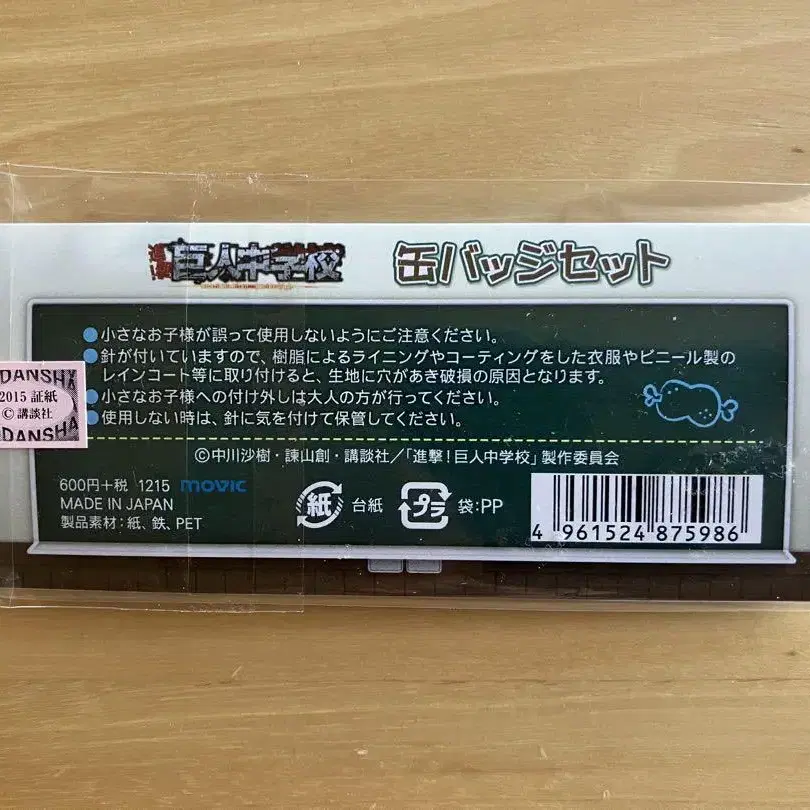 進撃!巨人中学校 缶バッジセット
●小さなお子様が誤って使用しないようにご注意ください。
●針が付いていますので、樹脂によるライニングやコーティングをした衣服やビニール製の
レインコート等に取り付けると、生地に穴があき破損の原因となります。
●小さなお子様への付け外しは大人の方が行ってください。
●使用しない時は、針に気を付けて保管してください。
DANSHA
2015 証紙
©講談社
DANSHA
©中川沙樹・諫山創・講談社/「進撃!巨人中学校」製作委員会
600円+税 1215 movic
MADE IN JAPAN
製品素材:紙、鉄、PET
紙 台紙 プラ 袋:PP
4 961524 875986